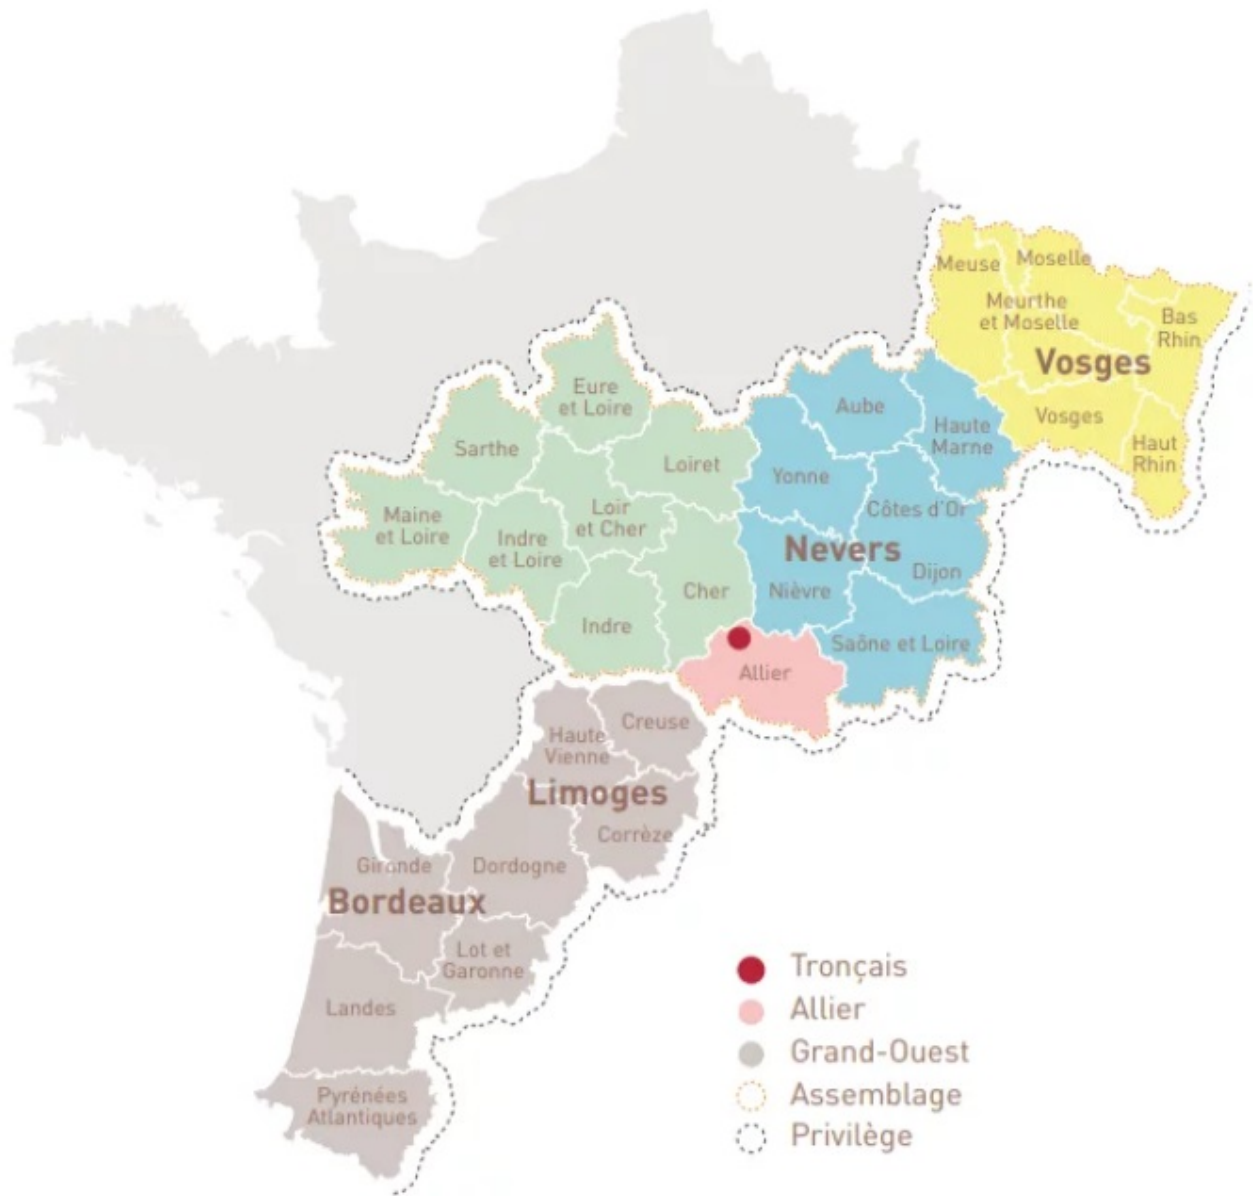 Meuse
Moselle
Meurthe
et Moselle
Bas
Rhin
Vosges
Vosges
Haut
Rhin
Eure
et Loire
Aube
Haute
Marne
Sarthe
Loiret
Yonne
Maine
et Loire
Loir
et Cher
Côtes d'Or
Indre
et Loire
Nevers
Dijon
Cher
Nièvre
Indre
Saône et Loire
Allier
Creuse
Haute
Vienne
Limoges
Corrèze
Gironde
Dordogne
Bordeaux
Lot et
Garonne
Landes
Pyrénées
Atlantiques
Tronçais
Allier
Grand-Ouest
Assemblage
Privilège